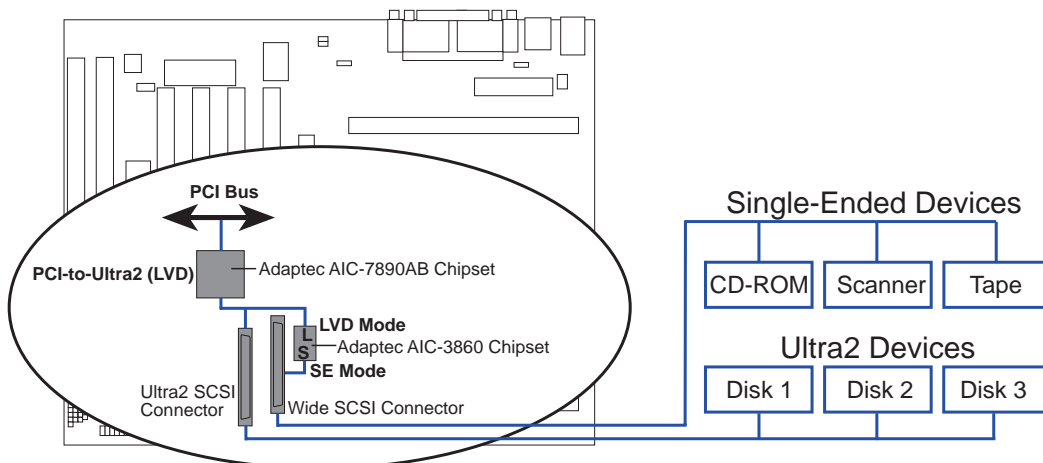 PCI Bus
PCI-to-Ultra2 (LVD)
Adaptec AIC-7890AB Chipset
LVD Mode
L
S
Adaptec AIC-3860 Chipset
SE Mode
Ultra2 SCSI
Connector
Wide SCSI Connector
Single-Ended Devices
CD-ROM
Scanner
Tape
Ultra2 Devices
Disk 1
Disk 2
Disk 3